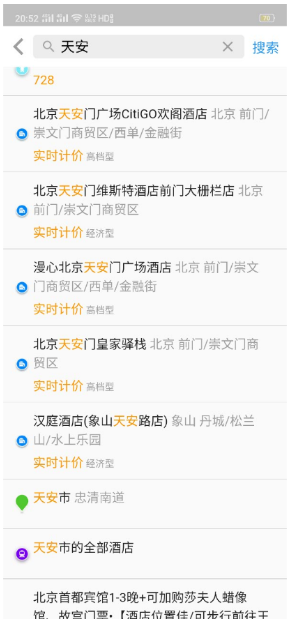 20:52
HD
70
天安
搜索
728
北京天安门广场CitiGO欢阁酒店 北京 前门/
崇文门商贸区/西单/金融街
实时计价 高档型
北京天安门维斯特酒店前门大栅栏店 北京
前门/崇文门商贸区
实时计价 经济型
漫心北京天安门广场酒店 北京 前门/崇文
门商贸区/西单/金融街
实时计价 高档型
北京天安门皇家驿栈 北京 前门/崇文门商
贸区
实时计价 高档型
汉庭酒店(象山天安路店) 象山 丹城/松兰
山/水上乐园
实时计价 经济型
天安市 忠清南道
天安市的全部酒店
北京首都宾馆1-3晚+可加购莎夫人蜡像
馆、故宫门票•【酒店位置佳/可步行前往王